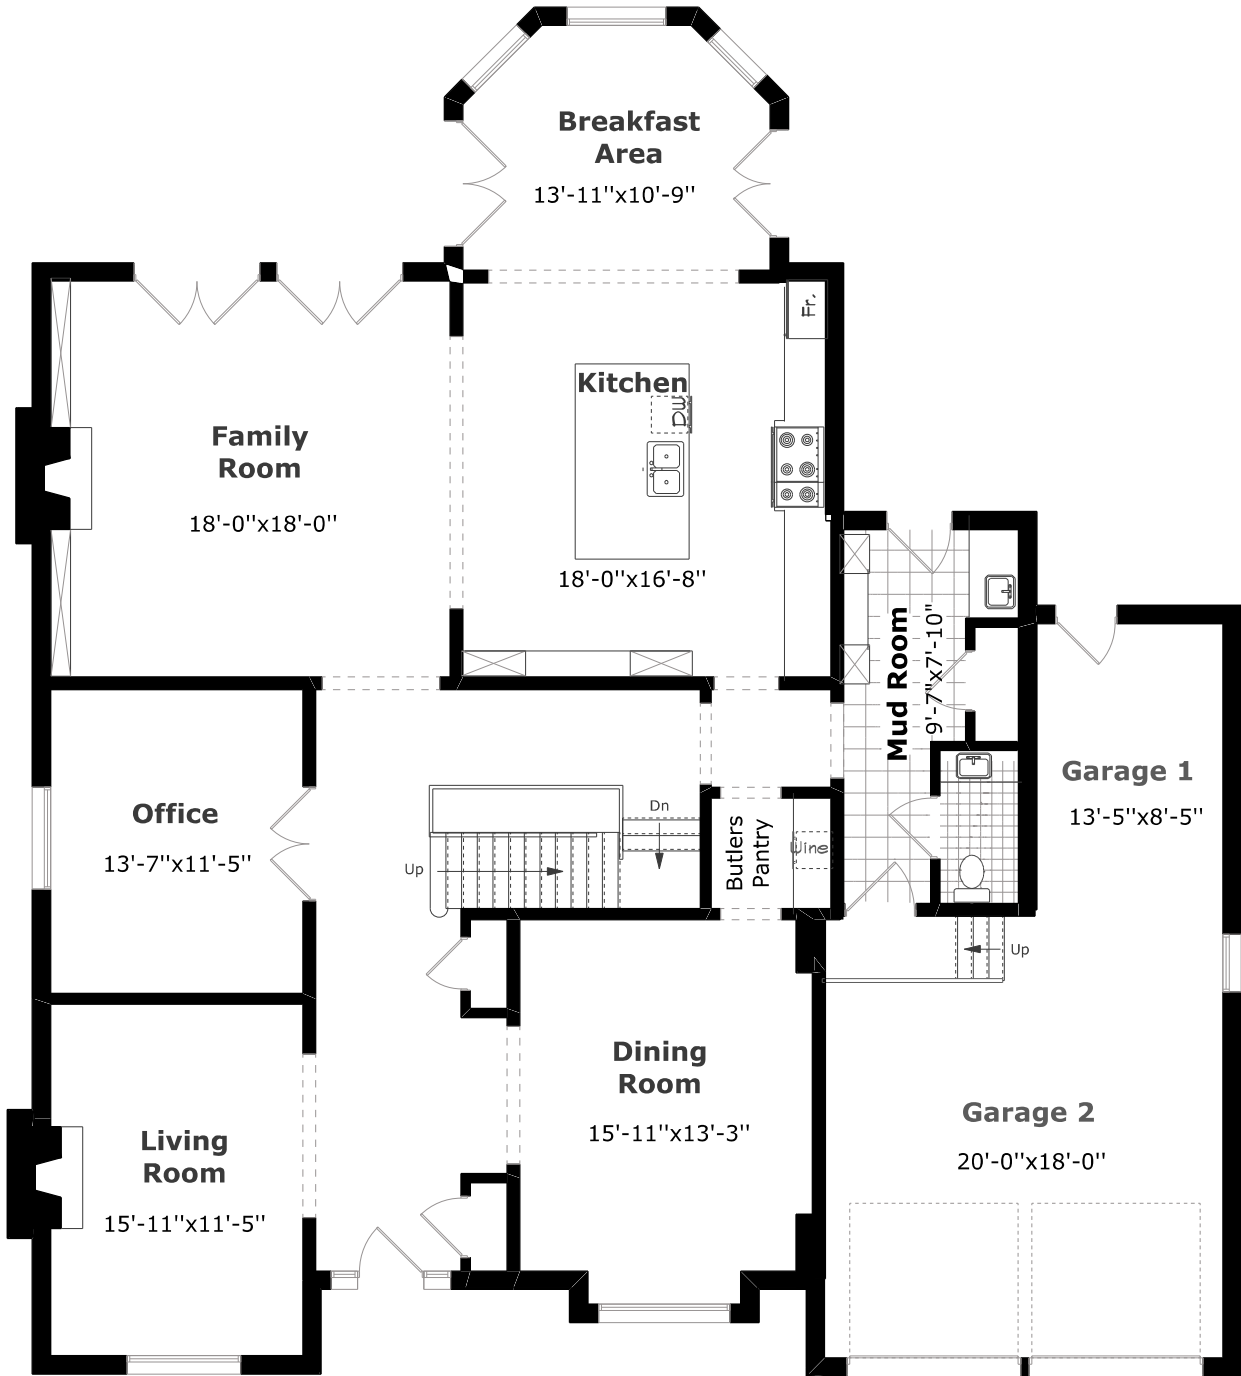 Breakfast
Area
13'-11''x10'-9''
Fr.
Kitchen
DW
18'-0''x16'-8''
Family
Room
18'-0''x18'-0''
Mud Room
9'-7"x7'-10"
Garage 1
13'-5''x8'-5''
Office
13'-7''x11'-5''
Up
Dn
Butlers
Pantry
Wine
Up
Dining
Room
15'-11''x13'-3''
Garage 2
20'-0''x18'-0''
Living
Room
15'-11''x11'-5''